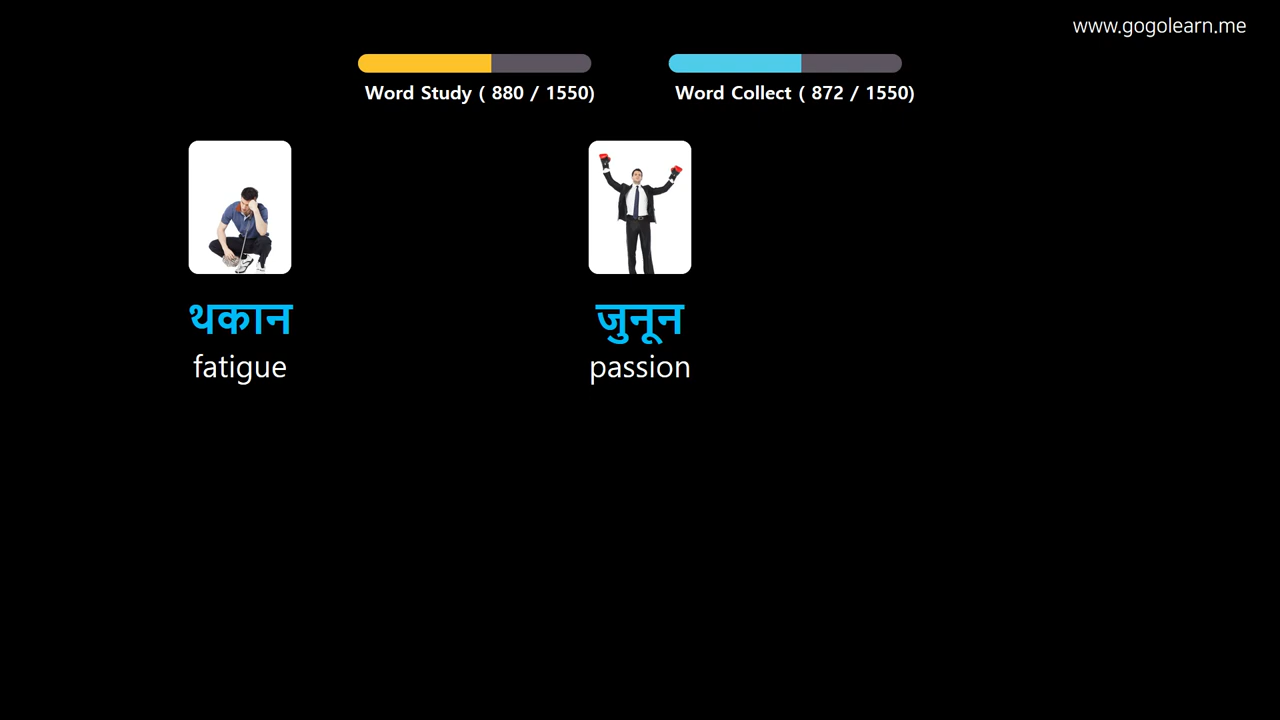 www.gogolearn.me
Word Study ( 880 / 1550)
Word Collect ( 872 / 1550)
थकान
fatigue
जुनून
passion